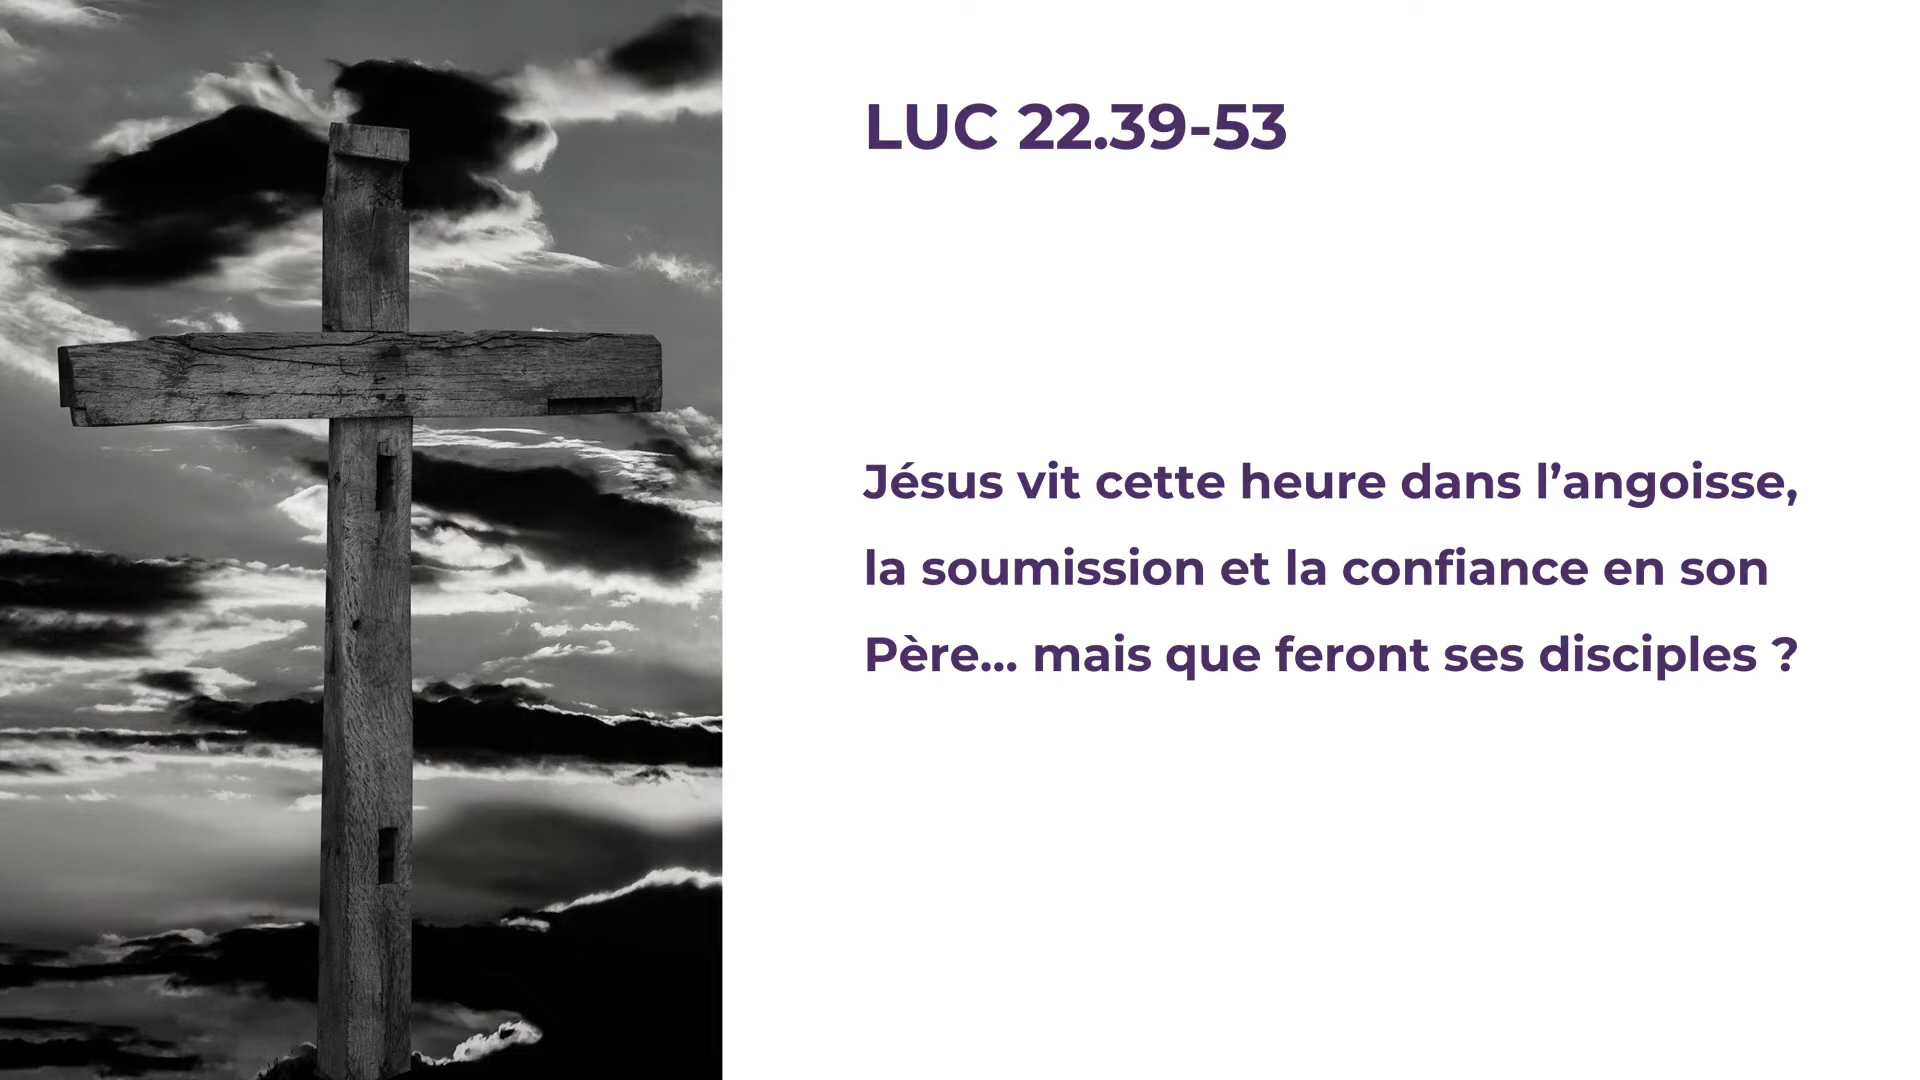 LUC 22.39-53
Jésus vit cette heure dans l’angoisse,
la soumission et la confiance en son
Père… mais que feront ses disciples ?